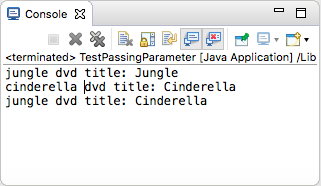 Console
<terminated> TestPassingParameter [Java Application] /Lib
jungle dvd title: Jungle
cinderella dvd title: Cinderella
jungle dvd title: Cinderella